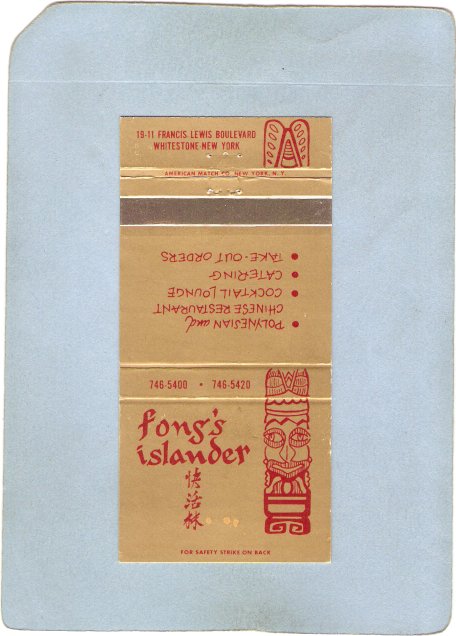 19-11 FRANCIS LEWIS BOULEVARD
WHITESTONE-NEW YORK
AMERICAN MATCH CO. NEW YORK, N.Y.
• POLYNESIAN and
CHINESE RESTAURANT
• COCKTAIL LOUNGE
• CATERING
• TAKE-OUT ORDERS
746-5400 • 746-5420
fong's
islander
快
活
林
FOR SAFETY STRIKE ON BACK